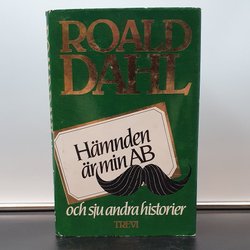 ROALD
DAHL
Hämnden
är min AB
och sju andra historier
TREVI